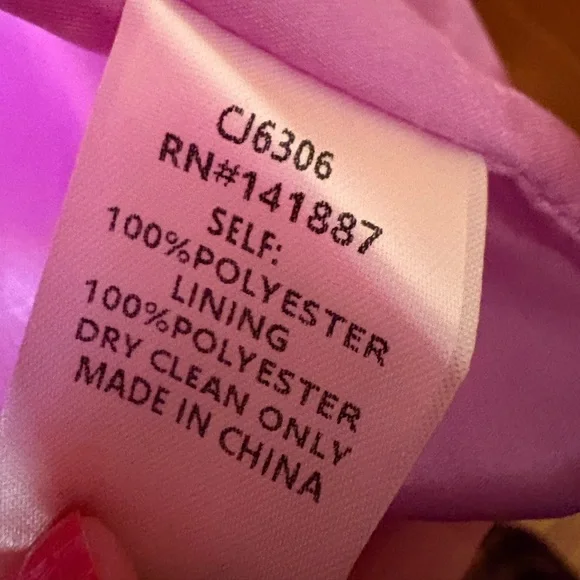 CJ6306
RN#141887
SELF:
100%POLYESTER
LINING
100%POLYESTER
DRY CLEAN ONLY
MADE IN CHINA